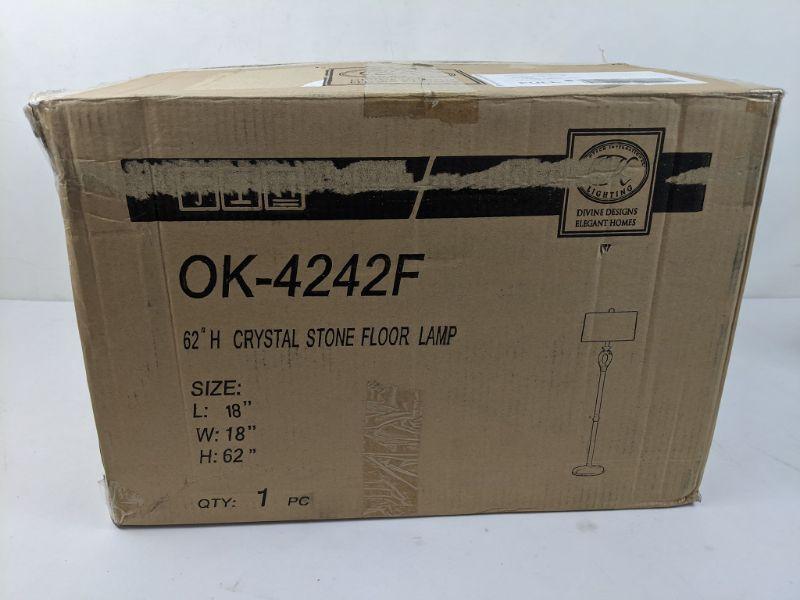 LIGHTING
DIVINE DESIGNS
ELEGANT HOMES
OK-4242F
62"H CRYSTAL STONE FLOOR LAMP
SIZE:
L: 18"
W: 18"
H: 62"
QTY: 1 PC